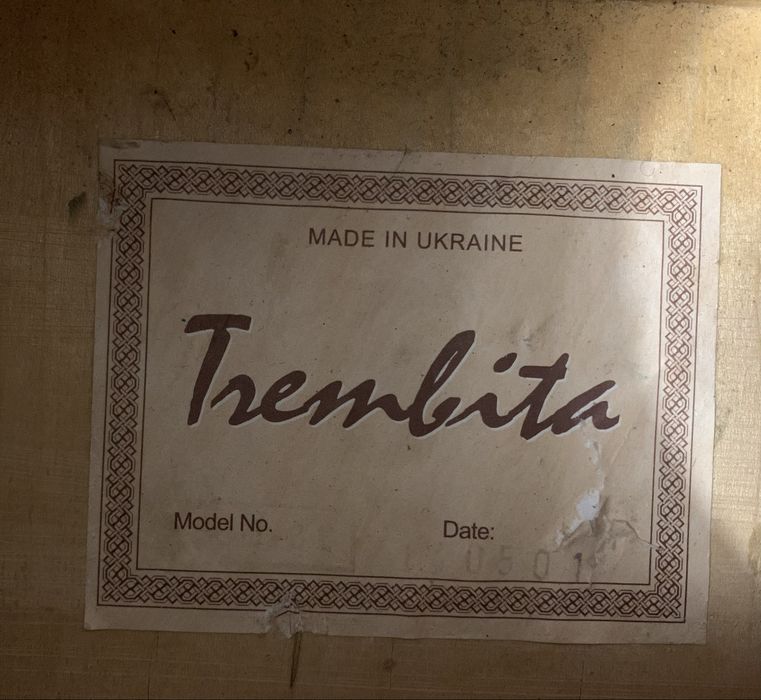 MADE IN UKRAINE
Trembita
Model No. Date: